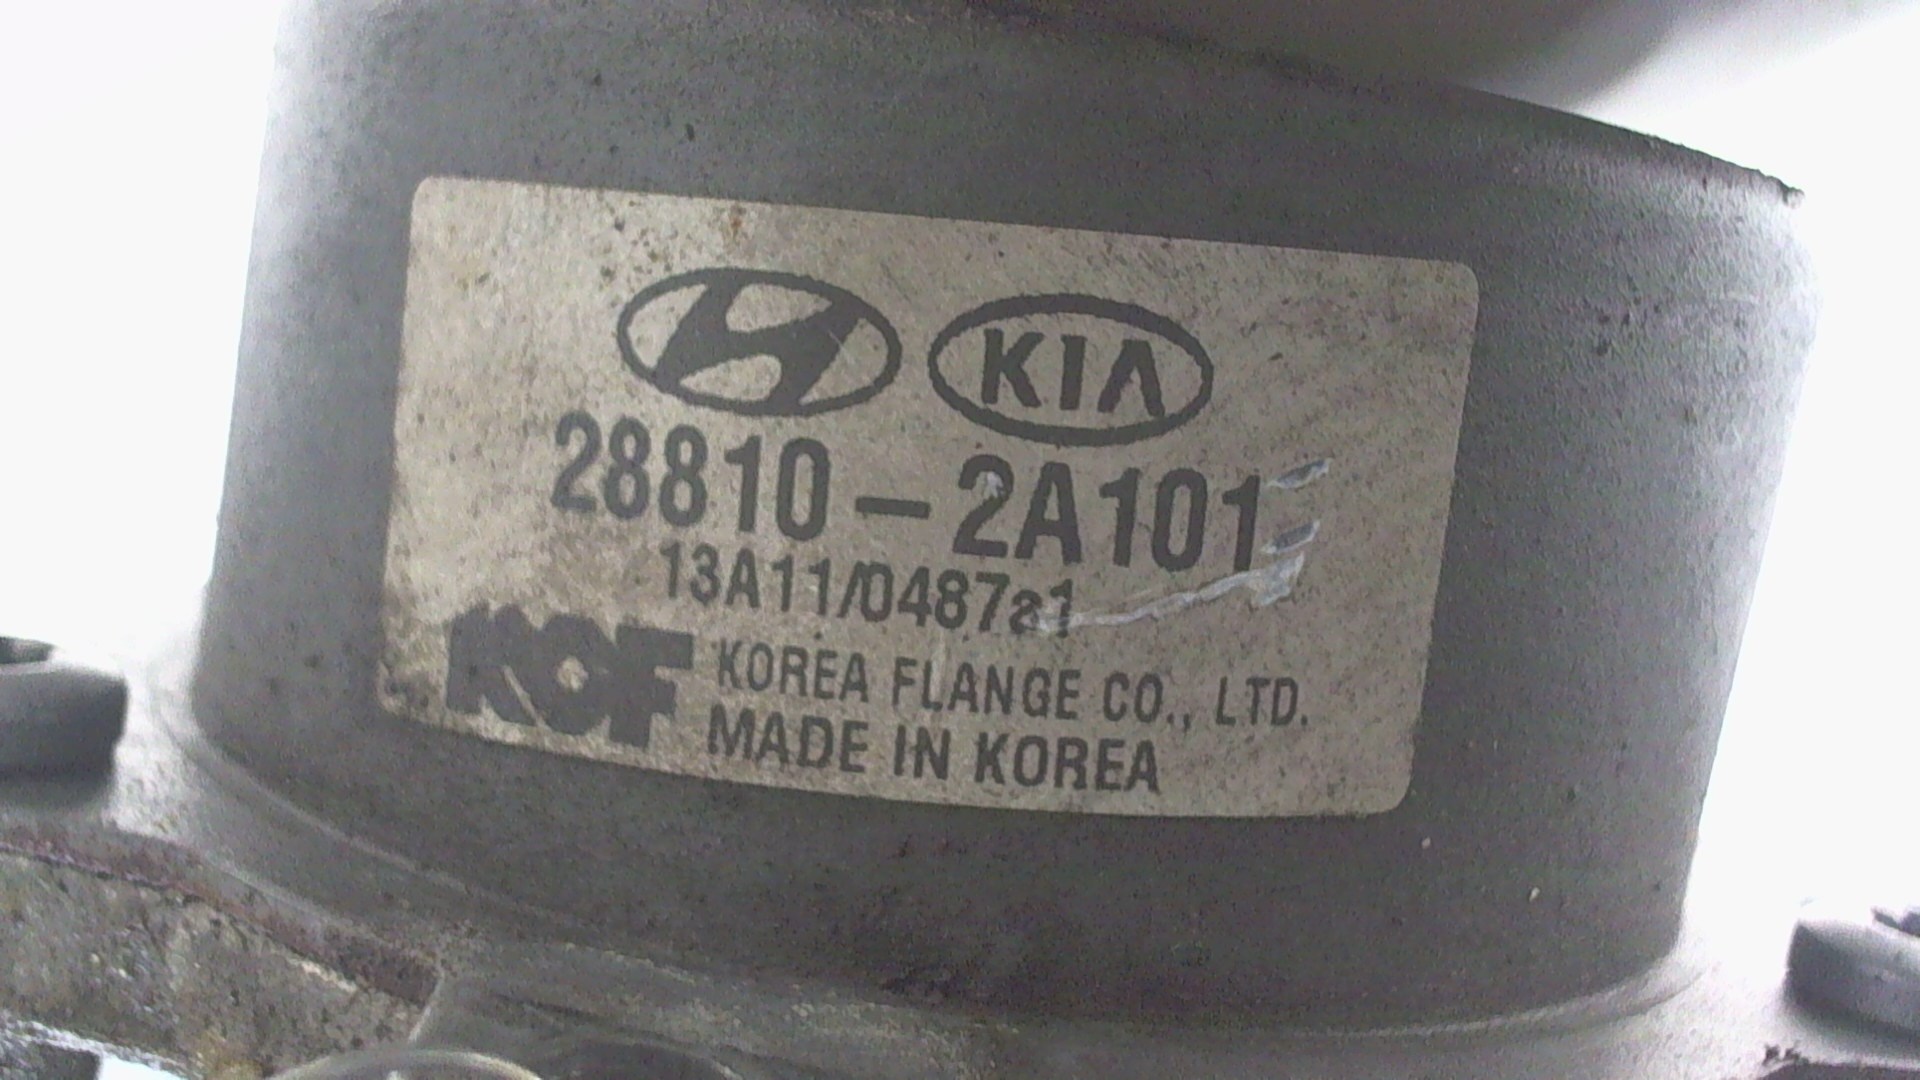 KIA
28810-2A101
13A11/0487a1
KOF KOREA FLANGE CO., LTD.
MADE IN KOREA